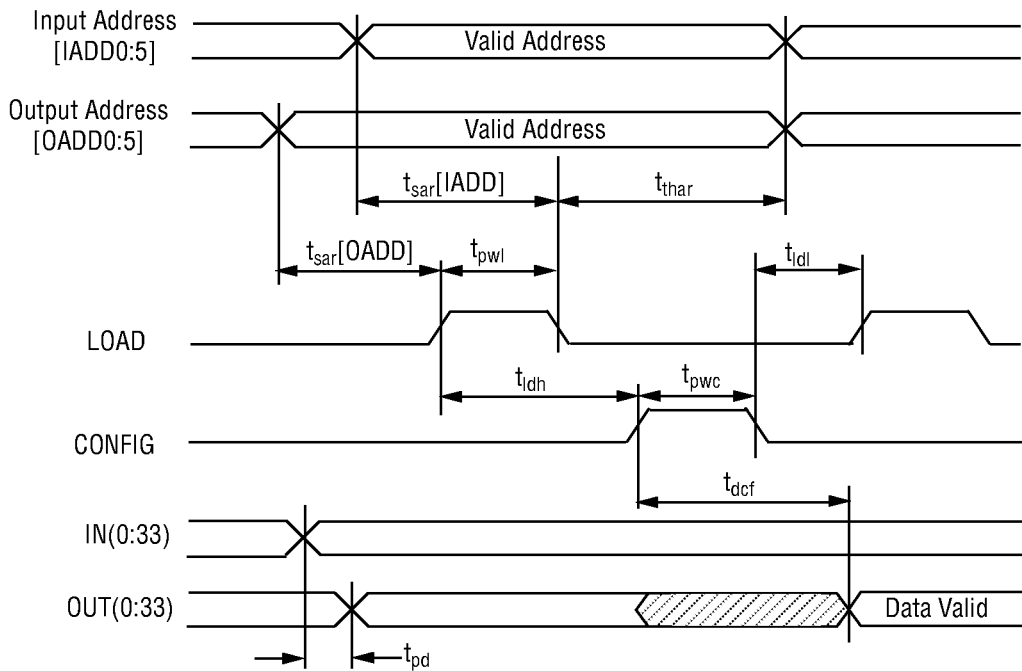 Input Address
[IADD0:5]
Valid Address
Output Address
[OADD0:5]
Valid Address
tsar[IADD]
tthar
tsar[OADD]
tpwl
tldl
LOAD
tldh
tpwc
CONFIG
tdcf
IN(0:33)
OUT(0:33)
Data Valid
tpd